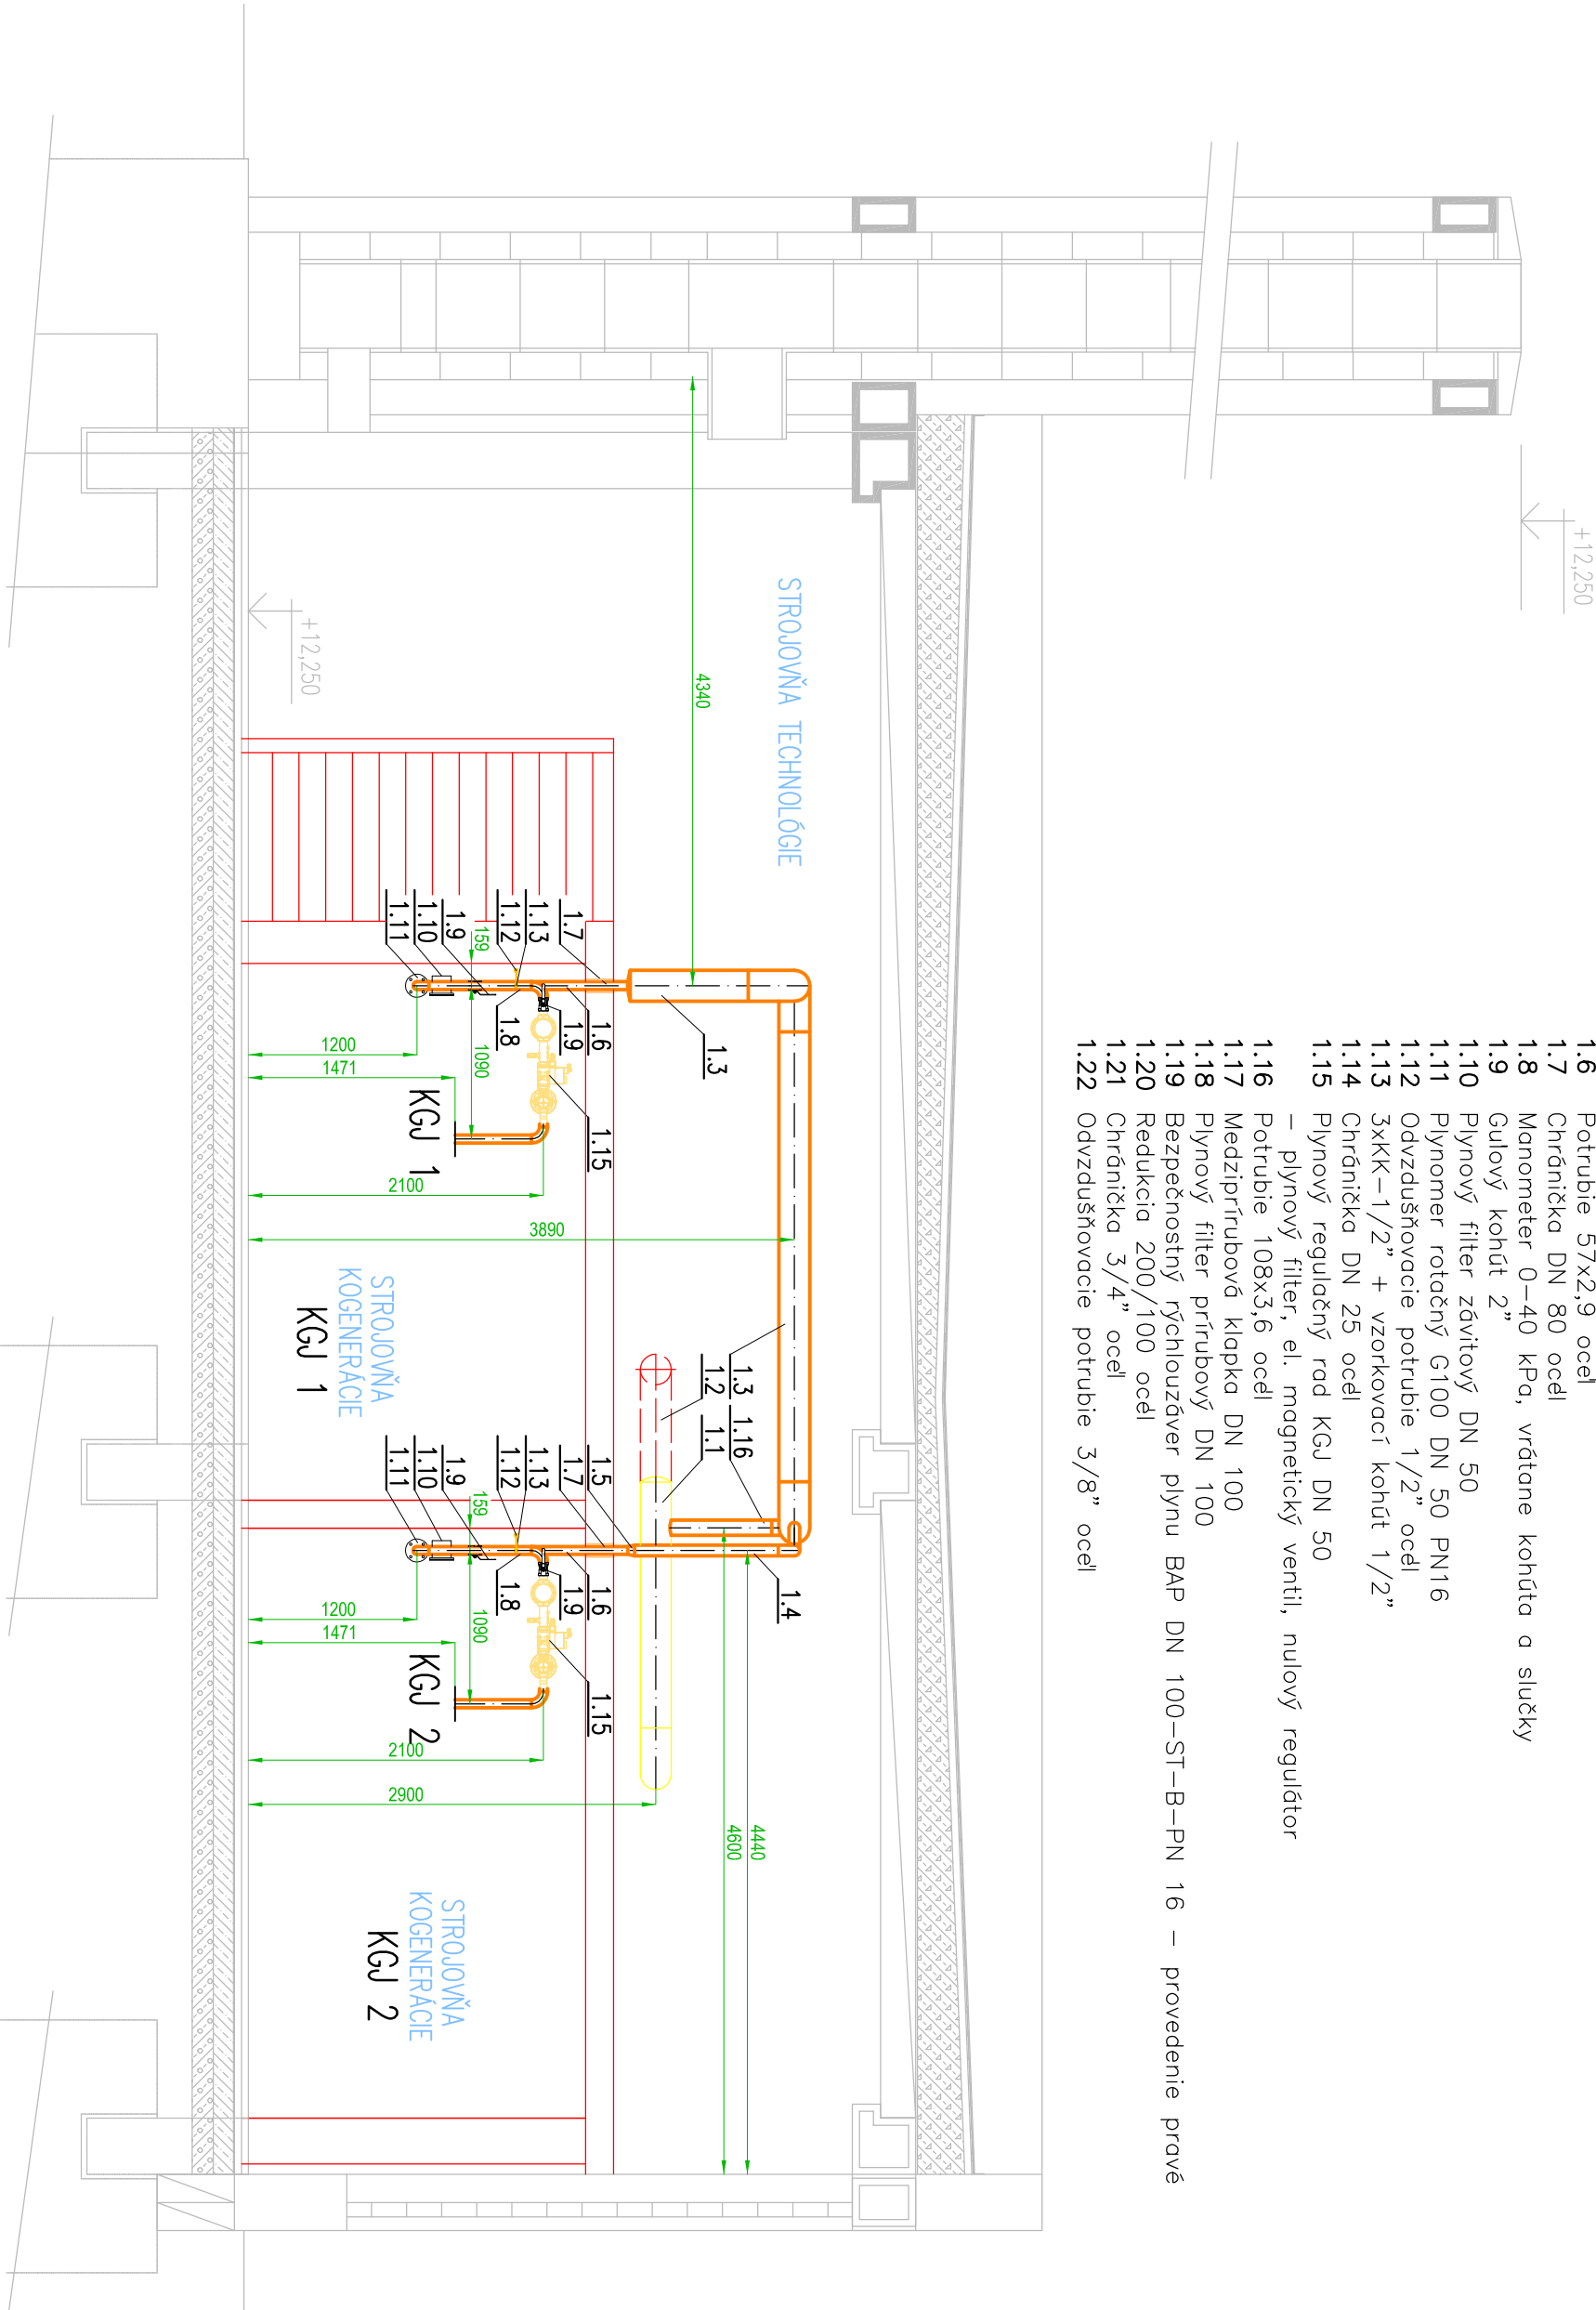 1.6 Potrubie 57x2,9 oceľ
1.7 Chránička DN 80 oceľ
1.8 Manometer 0–40 kPa, vrátane kohúta a slučky
1.9 Guľový kohút 2"
1.10 Plynový filter závitový DN 50
1.11 Plynomer rotačný G100 DN 50 PN16
1.12 Odvzdušňovacie potrubie 1/2" oceľ
1.13 3xKK–1/2" + vzorkovací kohút 1/2"
1.14 Chránička DN 25 oceľ
1.15 Plynový regulačný rad KGJ DN 50
– plynový filter, el. magnetický ventil, nulový regulátor
1.16 Potrubie 108x3,6 oceľ
1.17 Medziprírubová klapka DN 100
1.18 Plynový filter prírubový DN 100
1.19 Bezpečnostný rýchlouzáver plynu BAP DN 100–ST–B–PN 16 – provedenie pravé
1.20 Redukcia 200/100 oceľ
1.21 Chránička 3/4" oceľ
1.22 Odvzdušňovacie potrubie 3/8" oceľ
+12,250
+12,250
STROJOVŇA TECHNOLÓGIE
4340
1.3
1.3
1.16
1.2
1.1
1.4
4440
4600
1.7
1.13
1.12
1.9
1.10
1.11
159
1.6
1.9
1.8
1.15
1090
1200
1471
KGJ 1
2100
3890
STROJOVŇA
KOGENERÁCIE
KGJ 1
1.5
1.7
1.13
1.12
1.9
1.10
1.11
159
1.6
1.9
1.8
1.15
1090
1200
1471
KGJ 2
2100
2900
STROJOVŇA
KOGENERÁCIE
KGJ 2